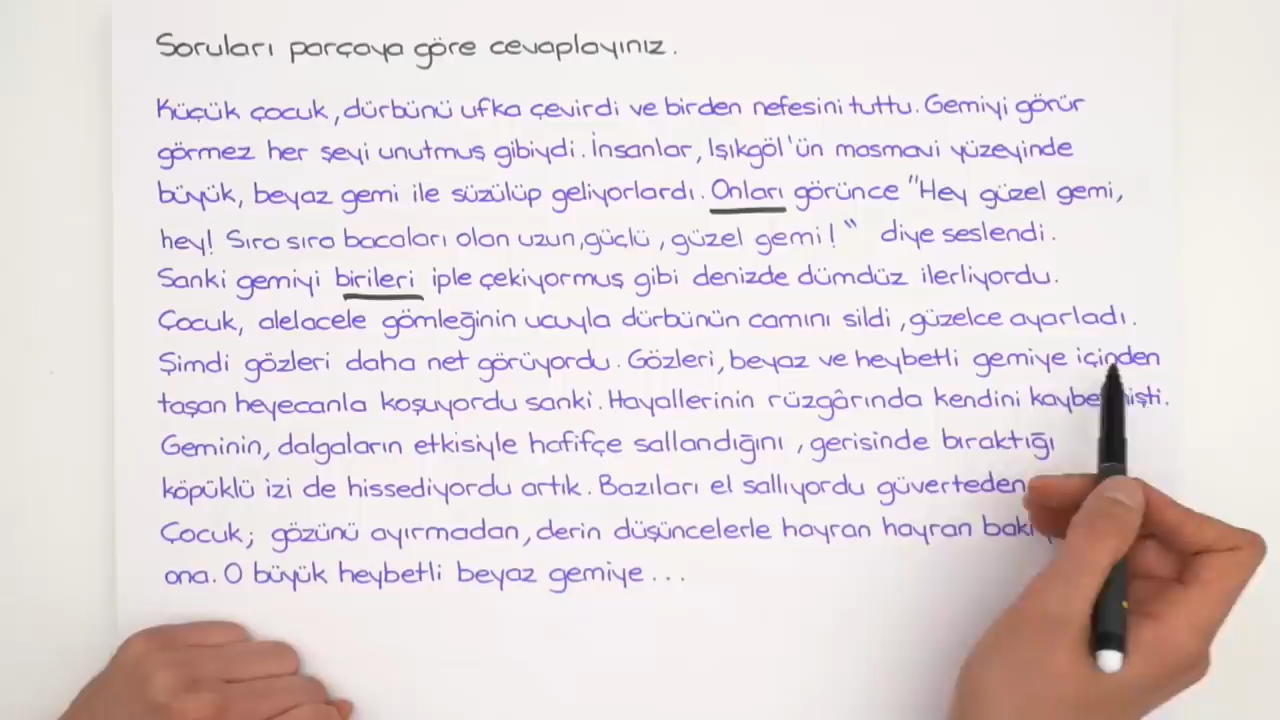 Soruları parçaya göre cevaplayınız.
Küçük çocuk, dürbünü ufka çevirdi ve birden nefesini tuttu. Gemiyi görür
görmez her şeyi unutmuş gibiydi. İnsanlar, Işıkgöl'ün masmavi yüzeyinde
büyük, beyaz gemi ile süzülüp geliyorlardı. Onları görünce "Hey güzel gemi,
hey! Sıra sıra bacaları olan uzun, güçlü, güzel gemi!" diye seslendi.
Sanki gemiyi birileri iple çekiyormuş gibi denizde dümdüz ilerliyordu.
Çocuk, alelacele gömleğinin ucuyla dürbünün camını sildi, güzelce ayarladı.
Şimdi gözleri daha net görüyordu. Gözleri, beyaz ve heybetli gemiye içinden
taşan heyecanla koşuyordu sanki. Hayallerinin rüzgârında kendini
Geminin, dalgaların etkisiyle hafifçe sallandığını, gerisinde bıraktığı
köpüklü izi de hissediyordu artık. Bazıları el sallıyordu güverteden
Çocuk; gözünü ayırmadan, derin düşüncelerle hayran hayran
ona. O büyük heybetli beyaz gemiye...